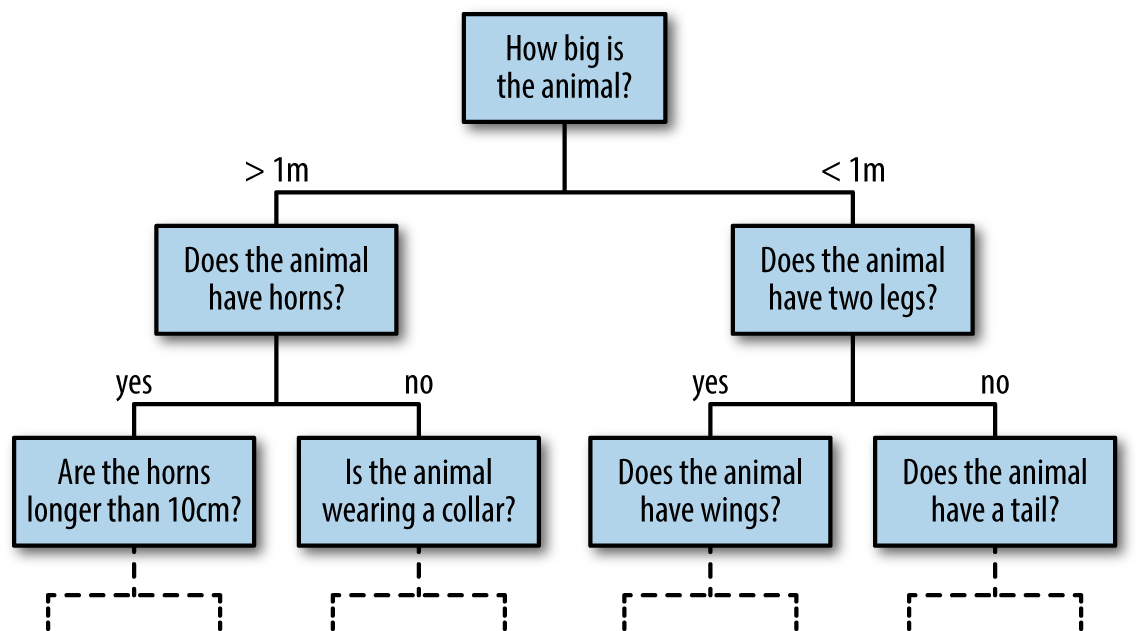 How big is
the animal?
> 1m
< 1m
Does the animal
have horns?
Does the animal
have two legs?
yes
no
yes
no
Are the horns
longer than 10cm?
Is the animal
wearing a collar?
Does the animal
have wings?
Does the animal
have a tail?